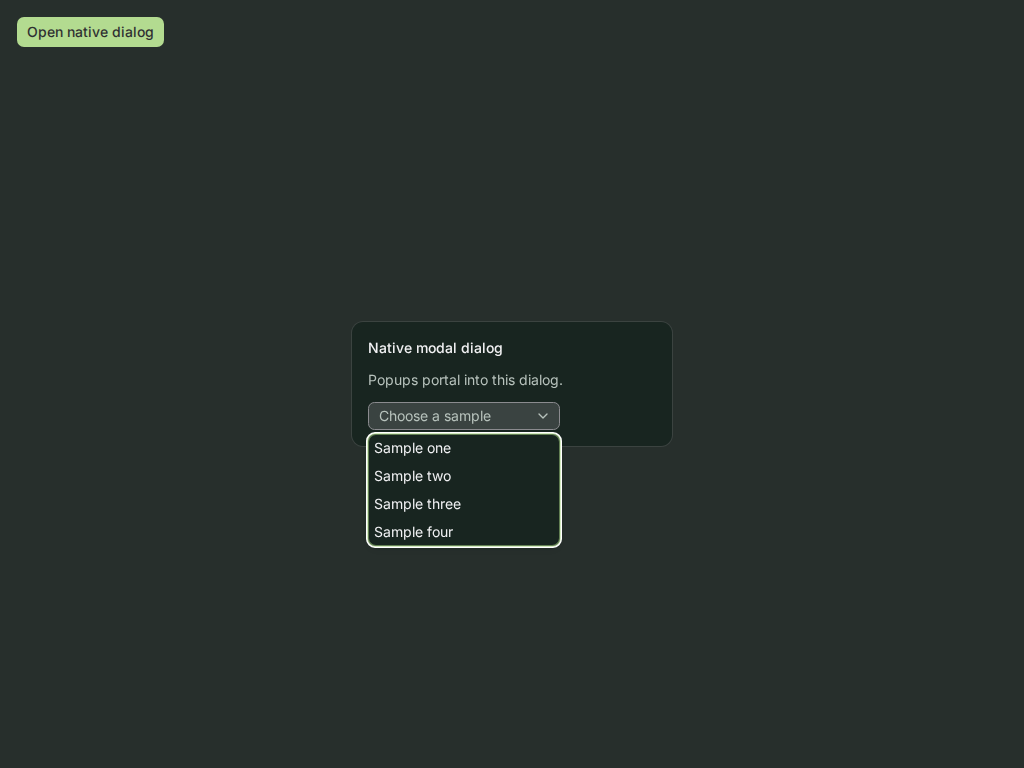 Open native dialog
Native modal dialog
Popups portal into this dialog.
Choose a sample
Sample one
Sample two
Sample three
Sample four